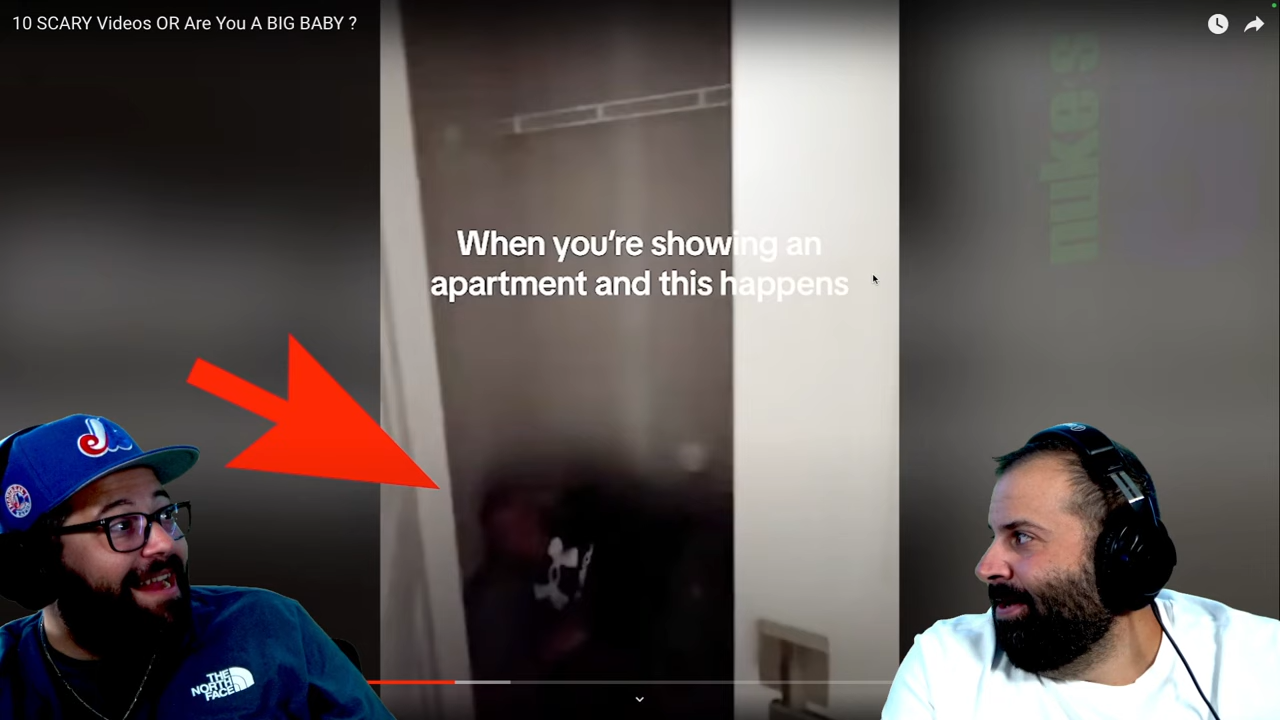 10 SCARY Videos OR Are You A BIG BABY ?
nuke's
When you're showing an
apartment and this happens
THE
NORTH
FACE